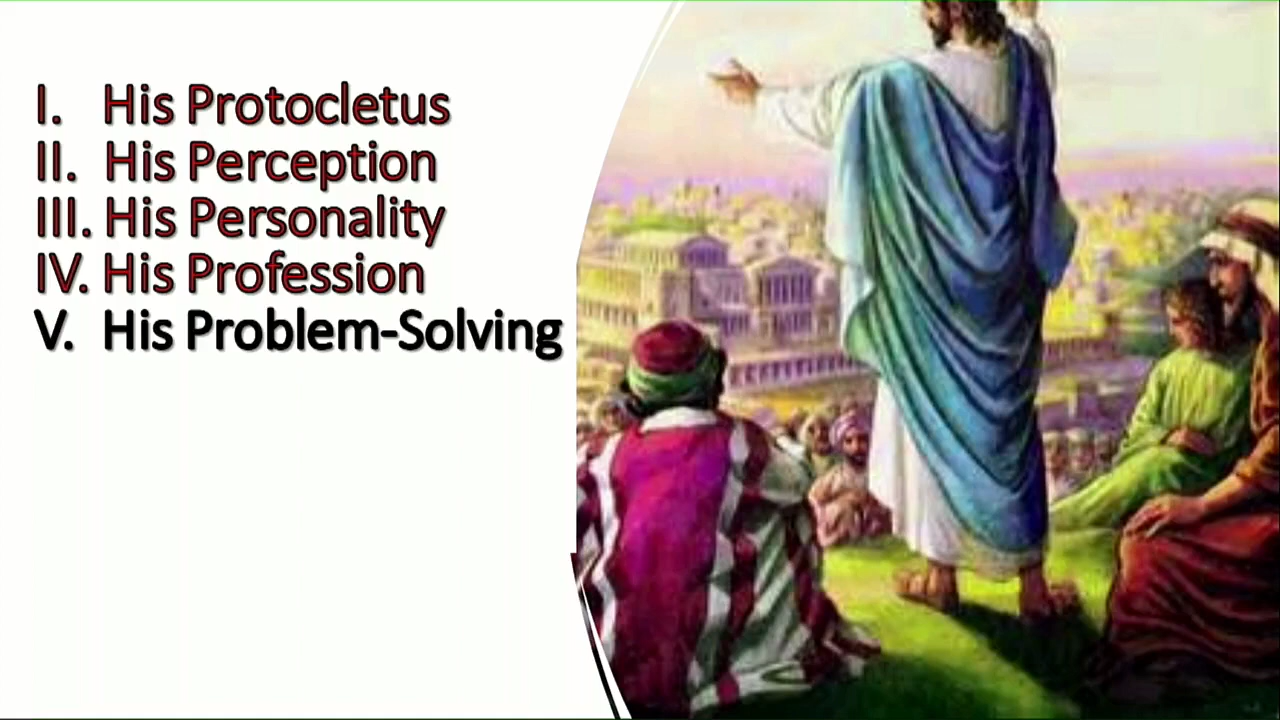 I. His Protocletus
II. His Perception
III. His Personality
IV. His Profession
V. His Problem-Solving